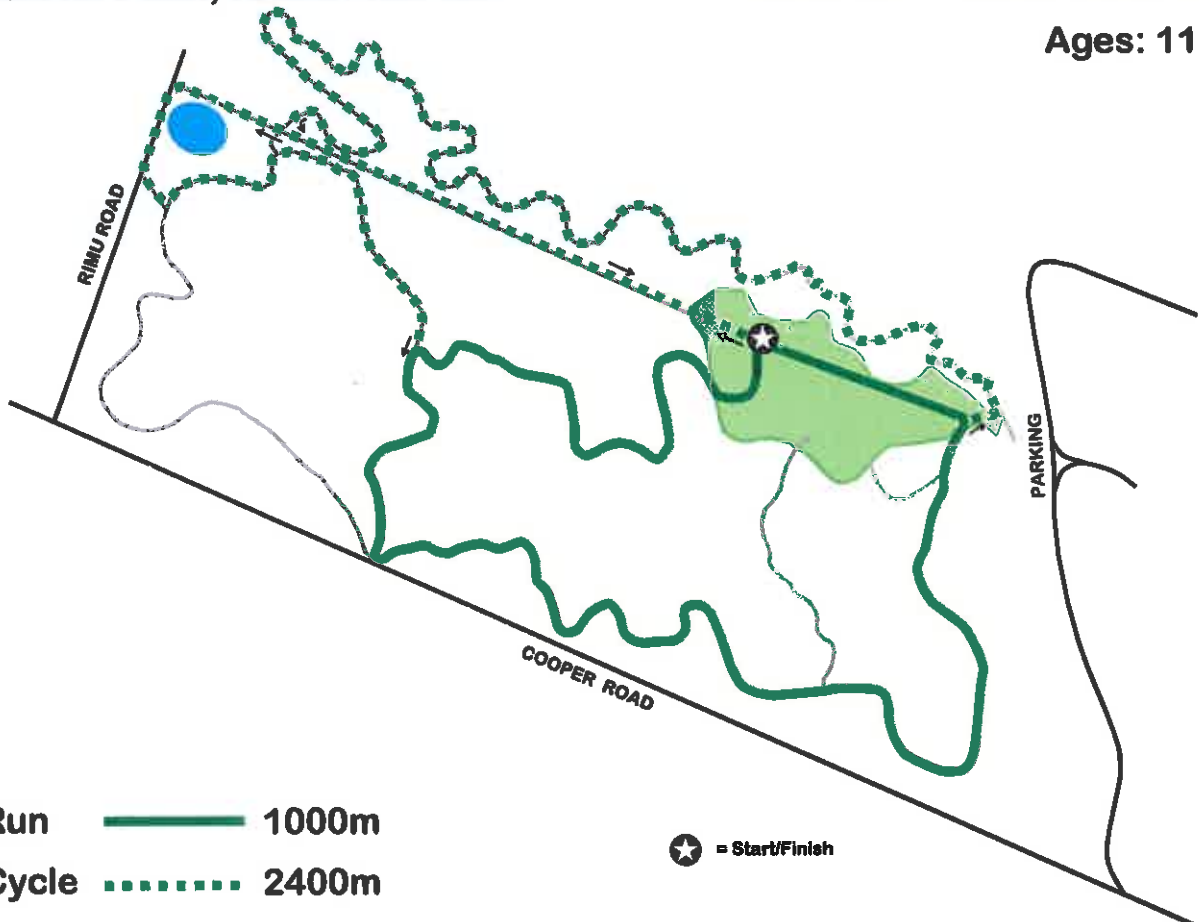 Ages: 11
RIMU ROAD
PARKING
COOPER ROAD
Run 1000m
= Start/Finish
Cycle 2400m